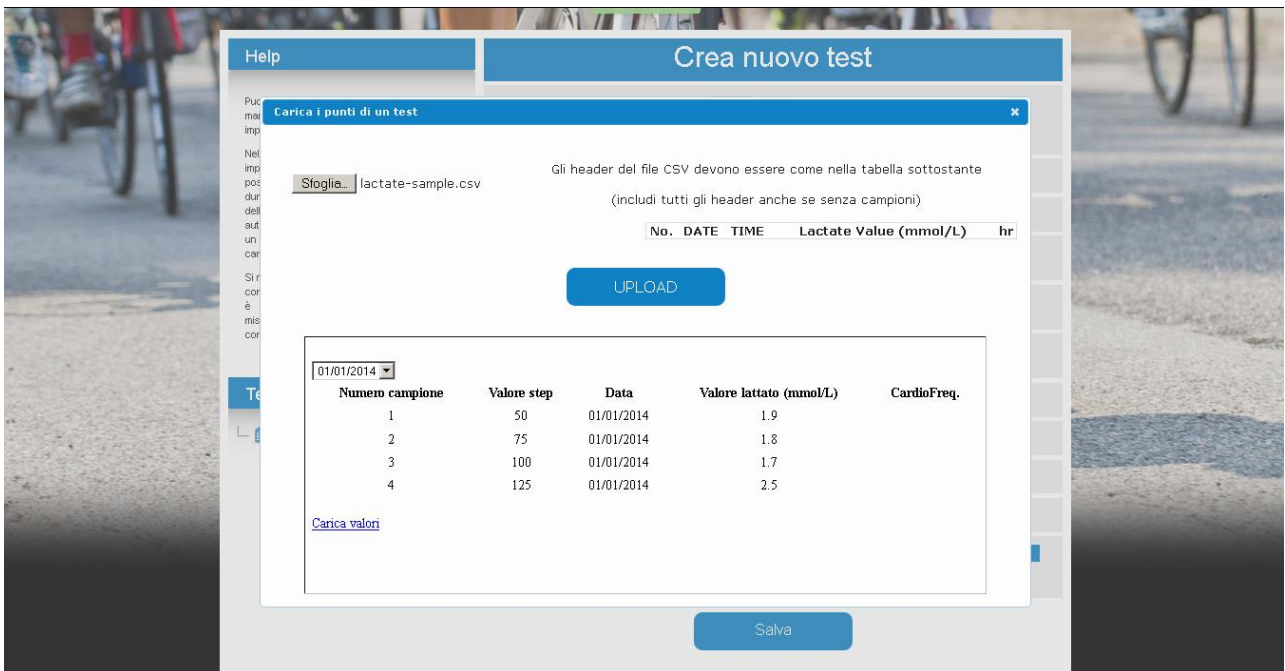 Help
Crea nuovo test
Carica i punti di un test
Sfoglia... lactate-sample.csv
Gli header del file CSV devono essere come nella tabella sottostante
(includi tutti gli header anche se senza campioni)
No. DATE TIME Lactate Value (mmol/L) hr
UPLOAD
01/01/2014
Numero campione Valore step Data Valore lattato (mmol/L) CardioFreq.
1 50 01/01/2014 1.9
2 75 01/01/2014 1.8
3 100 01/01/2014 1.7
4 125 01/01/2014 2.5
Carica valori
Salva